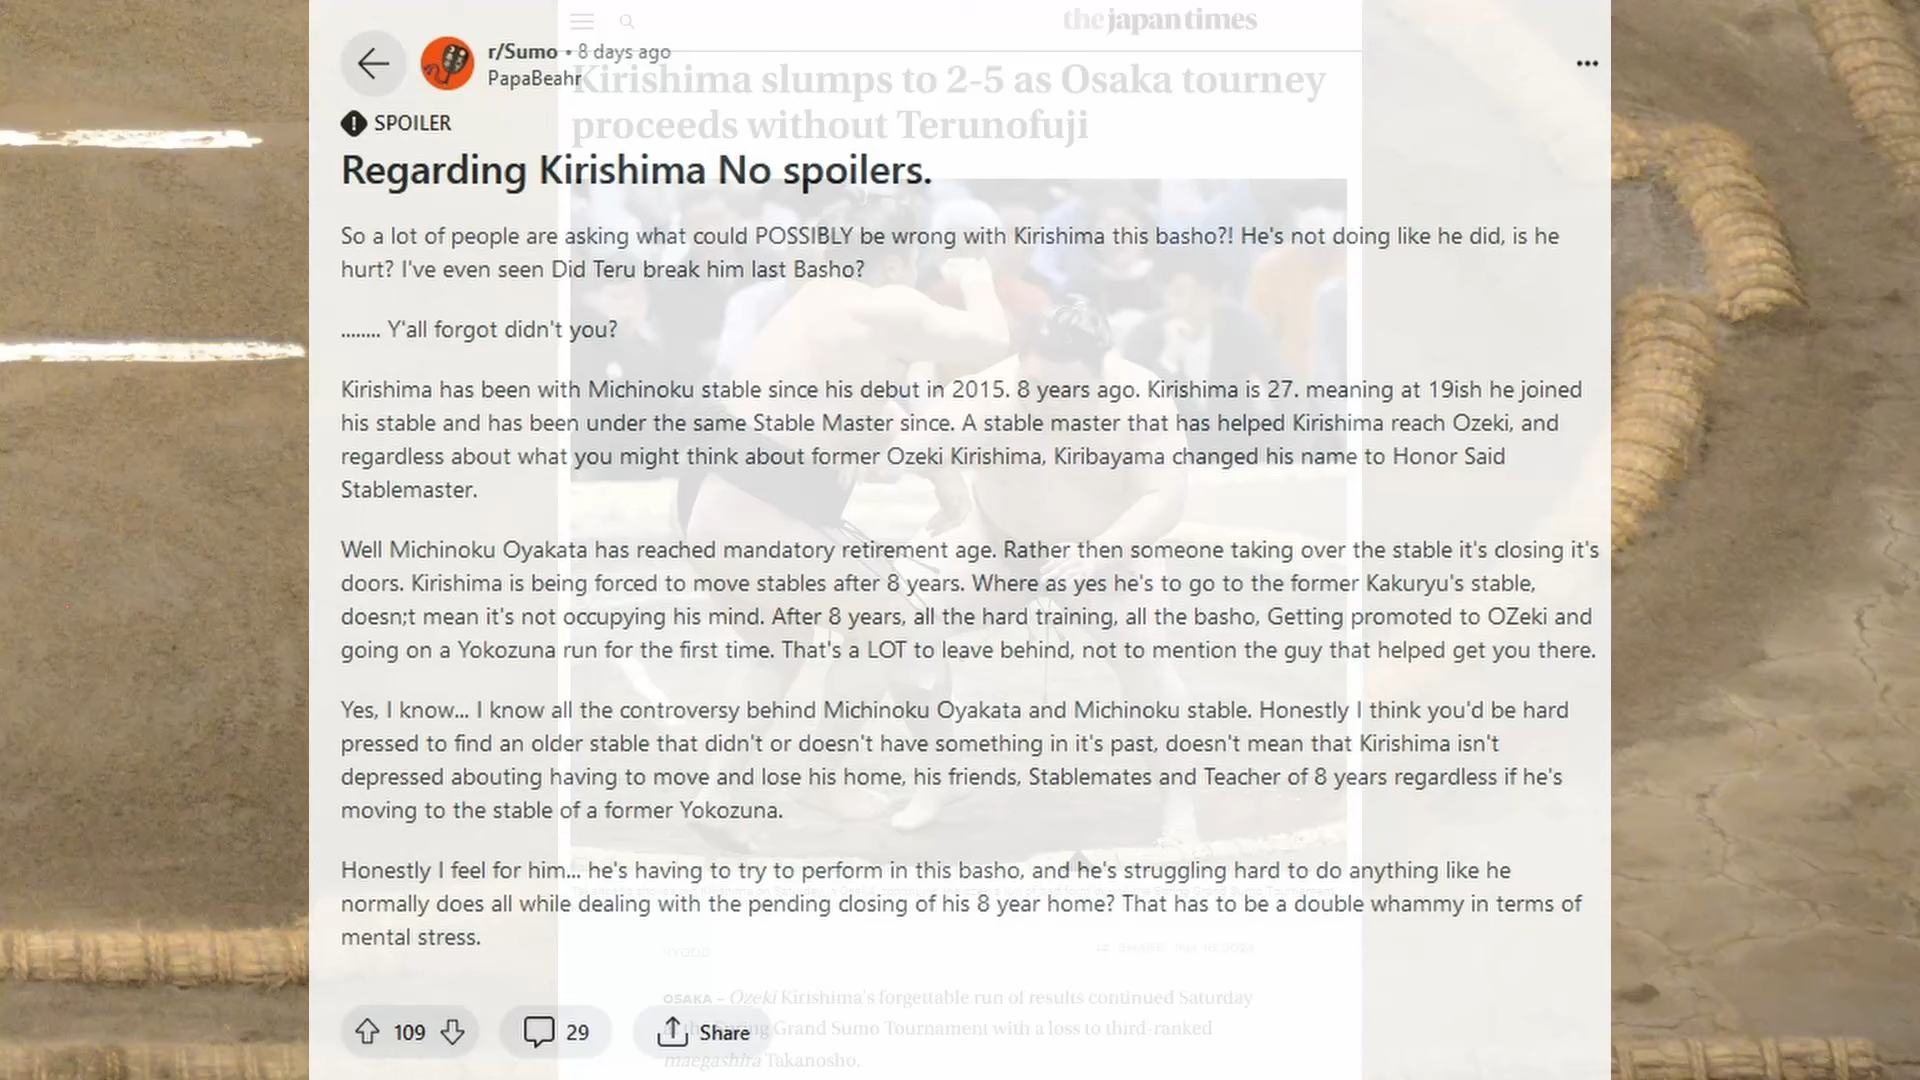 the japan times
r/Sumo • 8 days ago
PapaBeahr
Kirishima slumps to 2-5 as Osaka tourney
proceeds without Terunofuji
SPOILER
Regarding Kirishima No spoilers.
So a lot of people are asking what could POSSIBLY be wrong with Kirishima this basho?! He's not doing like he did, is he
hurt? I've even seen Did Teru break him last Basho?
........ Y'all forgot didn't you?
Kirishima has been with Michinoku stable since his debut in 2015. 8 years ago. Kirishima is 27. meaning at 19ish he joined
his stable and has been under the same Stable Master since. A stable master that has helped Kirishima reach Ozeki, and
regardless about what you might think about former Ozeki Kirishima, Kiribayama changed his name to Honor Said
Stablemaster.
Well Michinoku Oyakata has reached mandatory retirement age. Rather then someone taking over the stable it's closing it's
doors. Kirishima is being forced to move stables after 8 years. Where as yes he's to go to the former Kakuryu's stable,
doesn;t mean it's not occupying his mind. After 8 years, all the hard training, all the basho, Getting promoted to OZeki and
going on a Yokozuna run for the first time. That's a LOT to leave behind, not to mention the guy that helped get you there.
Yes, I know... I know all the controversy behind Michinoku Oyakata and Michinoku stable. Honestly I think you'd be hard
pressed to find an older stable that didn't or doesn't have something in it's past, doesn't mean that Kirishima isn't
depressed abouting having to move and lose his home, his friends, Stablemates and Teacher of 8 years regardless if he's
moving to the stable of a former Yokozuna.
Honestly I feel for him... he's having to try to perform in this basho, and he's struggling hard to do anything like he
normally does all while dealing with the pending closing of his 8 year home? That has to be a double whammy in terms of
mental stress.
KYODO
SHARE
OSAKA – Ozeki Kirishima's forgettable run of results continued Saturday
Grand Sumo Tournament with a loss to third-ranked
maegashira Takanosho.
109
29
Share